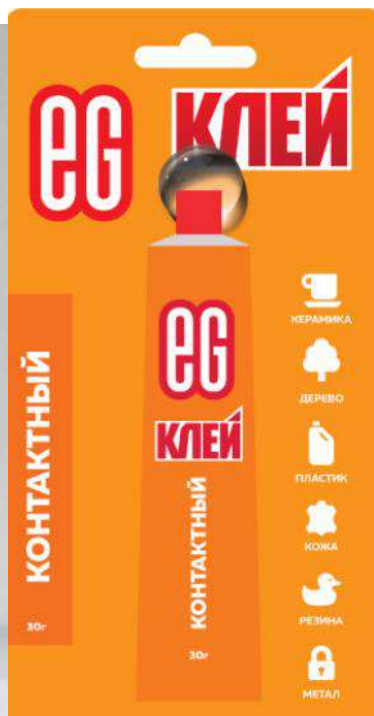 eG КЛЕЙ
КОНТАКТНЫЙ
30г
eG
КЛЕЙ
КОНТАКТНЫЙ
30г
КЕРАМИКА
ДЕРЕВО
ПЛАСТИК
КОЖА
РЕЗИНА
МЕТАЛ